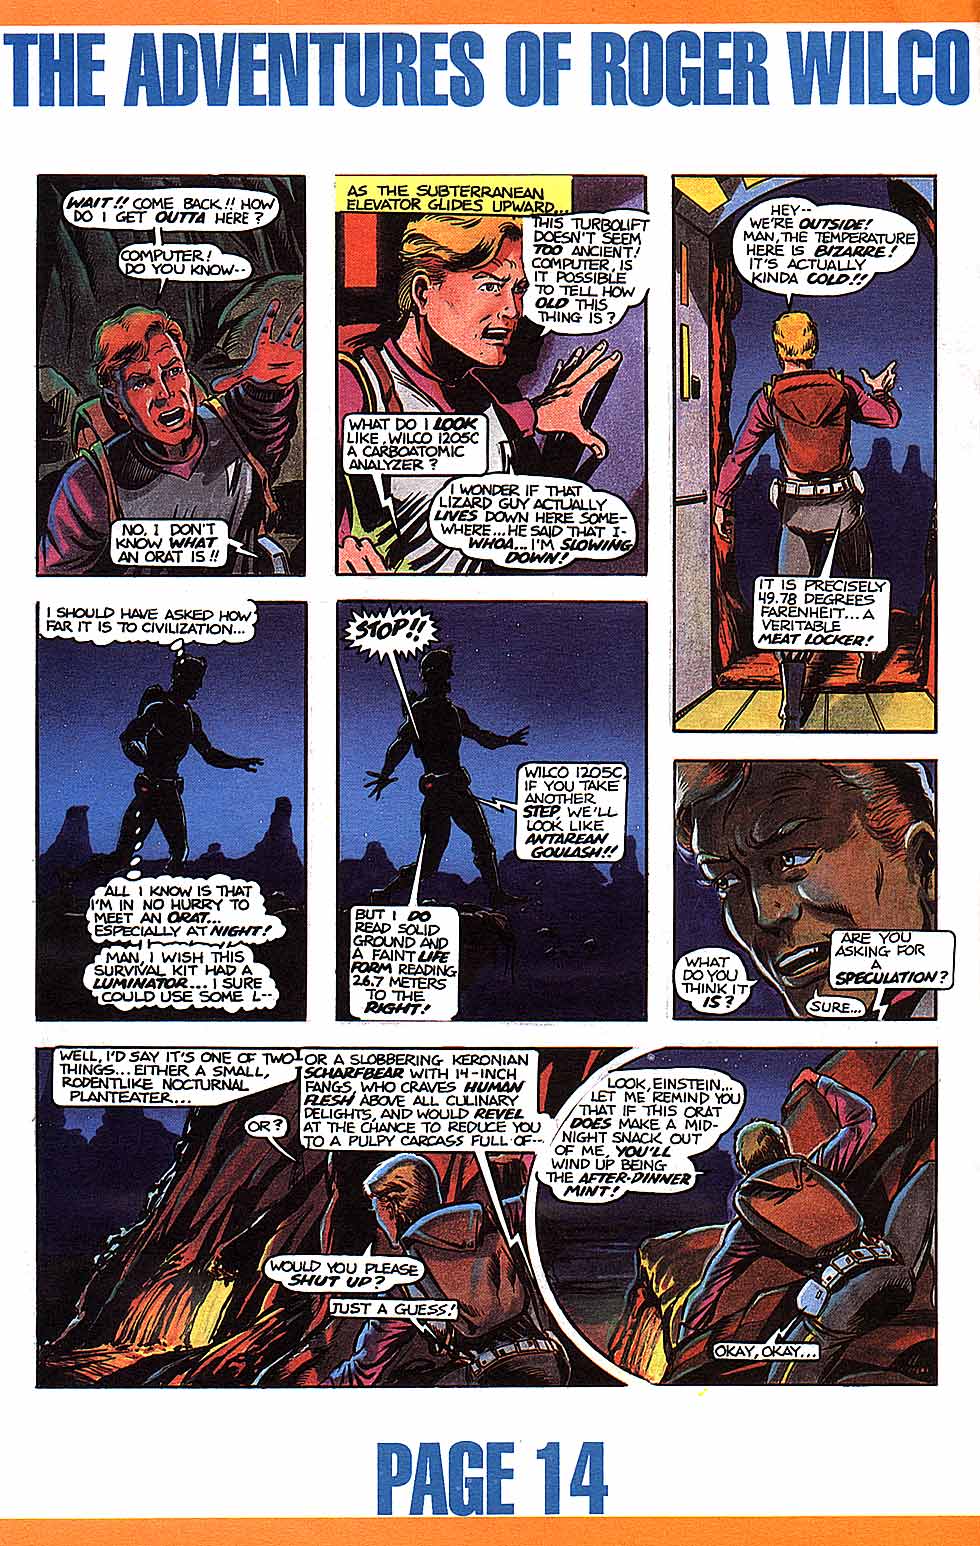 THE ADVENTURES OF ROGER WILCO
WAIT!! COME BACK!! HOW
DO I GET OUTTA HERE?
COMPUTER!
DO YOU KNOW--
NO. I DON'T
KNOW WHAT
AN ORAT IS!!
AS THE SUBTERRANEAN
ELEVATOR GLIDES UPWARD...
THIS TURBOLIFT
DOESN'T SEEM
TOO ANCIENT!
COMPUTER, IS
IT POSSIBLE
TO TELL HOW
OLD THIS
THING IS?
WHAT DO I LOOK
LIKE, WILCO 1205C
A CARBOATOMIC
ANALYZER?
I WONDER IF THAT
LIZARD GUY ACTUALLY
LIVES DOWN HERE SOME-
WHERE...HE SAID THAT I-
WHOA... I'M SLOWING
DOWN!
HEY--
WE'RE OUTSIDE!
MAN, THE TEMPERATURE
HERE IS BIZARRE!
IT'S ACTUALLY
KINDA COLD!!
IT IS PRECISELY
49.78 DEGREES
FARENHEIT... A
VERITABLE
MEAT LOCKER!
I SHOULD HAVE ASKED HOW
FAR IT IS TO CIVILIZATION...
ALL I KNOW IS THAT
I'M IN NO HURRY TO
MEET AN ORAT...
ESPECIALLY AT NIGHT!
MAN, I WISH THIS
SURVIVAL KIT HAD A
LUMINATOR... I SURE
COULD USE SOME L--
STOP!!
WILCO 1205C,
IF YOU TAKE
ANOTHER
STEP, WE'LL
LOOK LIKE
ANTAREAN
GOULASH!!
BUT I DO
READ SOLID
GROUND AND
A FAINT LIFE
FORM READING
26.7 METERS
TO THE
RIGHT!
WHAT
DO YOU
THINK IT
IS?
ARE YOU
ASKING FOR
A
SPECULATION?
SURE...
WELL, I'D SAY IT'S ONE OF TWO
THINGS... EITHER A SMALL,
RODENTLIKE NOCTURNAL
PLANTEATER...
OR?
OR A SLOBBERING KERONIAN
SCHARFBEAR WITH 14-INCH
FANGS, WHO CRAVES HUMAN
FLESH ABOVE ALL CULINARY
DELIGHTS, AND WOULD REVEL
AT THE CHANCE TO REDUCE YOU
TO A PULPY CARCASS FULL OF--
WOULD YOU PLEASE
SHUT UP?
JUST A GUESS!
LOOK, EINSTEIN...
LET ME REMIND YOU
THAT IF THIS ORAT
DOES MAKE A MID-
NIGHT SNACK OUT
OF ME, YOU'LL
WIND UP BEING
THE AFTER-DINNER
MINT!
OKAY, OKAY...
PAGE 14